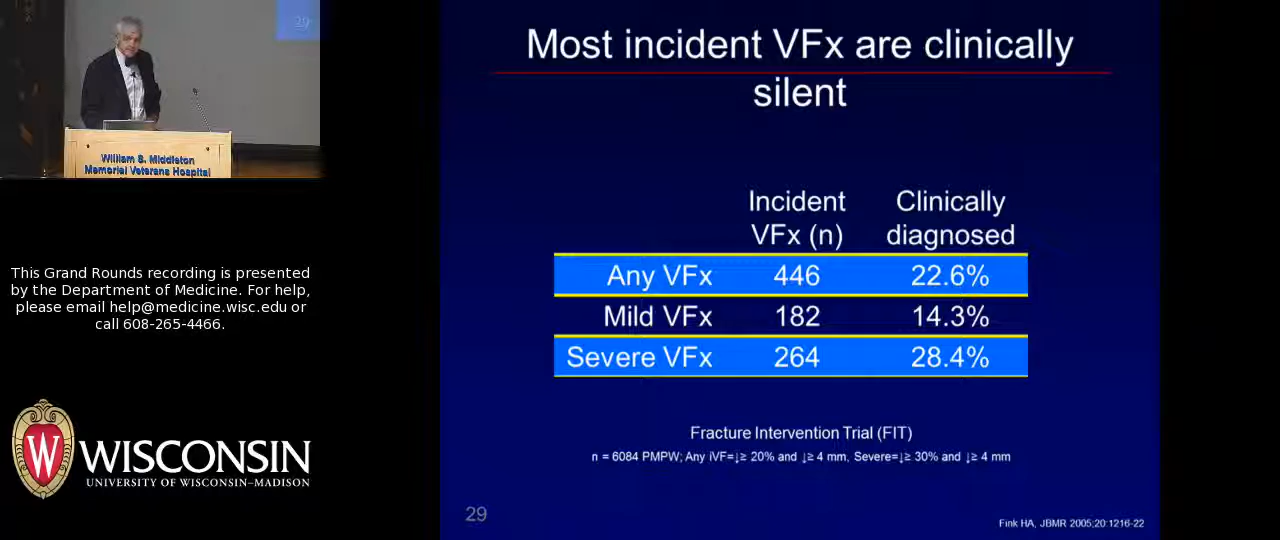 29
William S. Middleton
Memorial Veterans Hospital
This Grand Rounds recording is presented
by the Department of Medicine. For help,
please email help@medicine.wisc.edu or
call 608-265-4466.
W
WISCONSIN
UNIVERSITY OF WISCONSIN–MADISON
Most incident VFx are clinically
silent
Incident Clinically
VFx (n) diagnosed
Any VFx 446 22.6%
Mild VFx 182 14.3%
Severe VFx 264 28.4%
Fracture Intervention Trial (FIT)
n = 6084 PMPW; Any iVF=↓≥ 20% and ↓≥ 4 mm, Severe=↓≥ 30% and ↓≥ 4 mm
29
Fink HA, JBMR 2005;20:1216-22